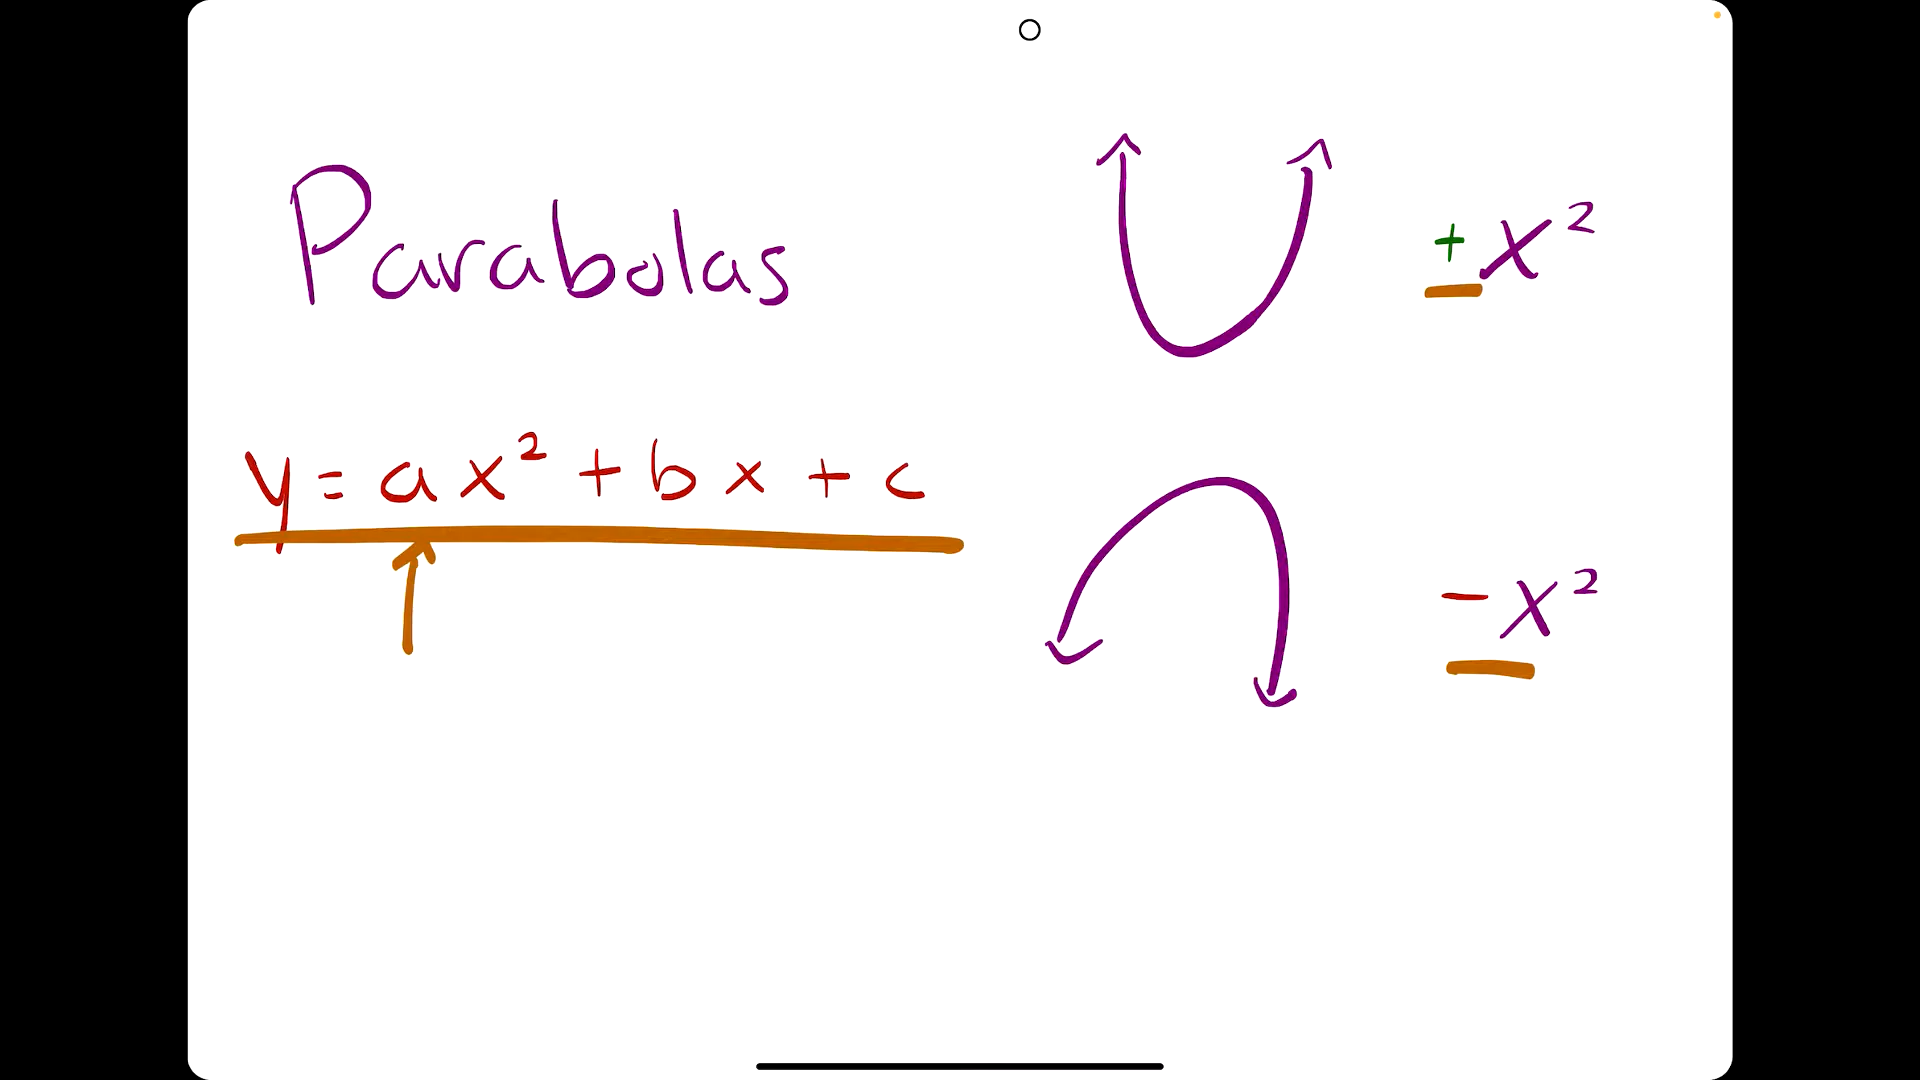 Parabolas
+x²
y = ax² + bx + c
-x²